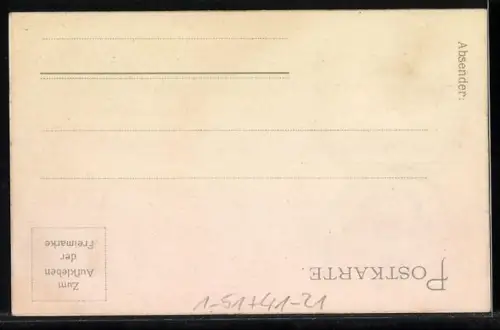 Absender:
POSTKARTE.
Zum
Aufkleben
der
Freimarke
1-51+41-21